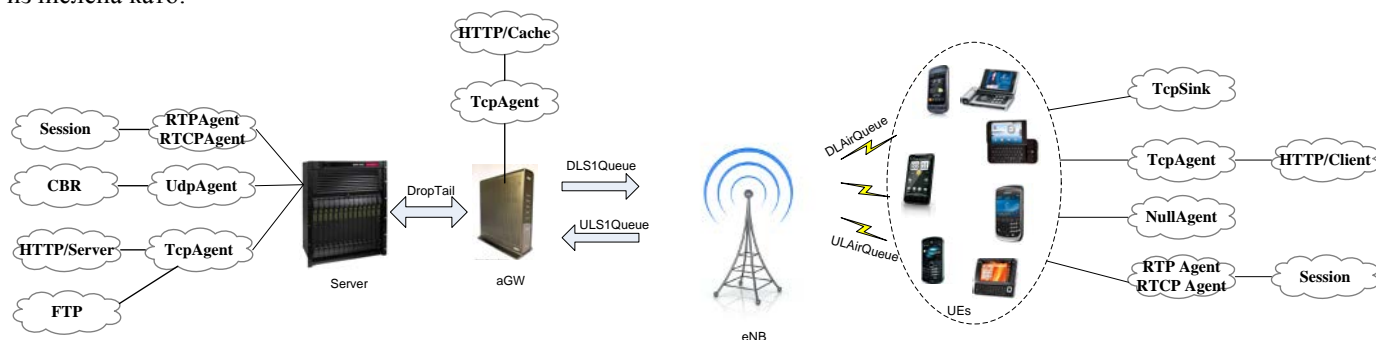 като:
HTTP/Cache
TcpAgent
Session
RTPAgent
RTCPAgent
CBR
UdpAgent
HTTP/Server
TcpAgent
FTP
Server
DropTail
aGW
DLS1Queue
ULS1Queue
eNB
DLAirQueue
ULAirQueue
UEs
TcpSink
TcpAgent
HTTP/Client
NullAgent
RTP Agent
RTCP Agent
Session